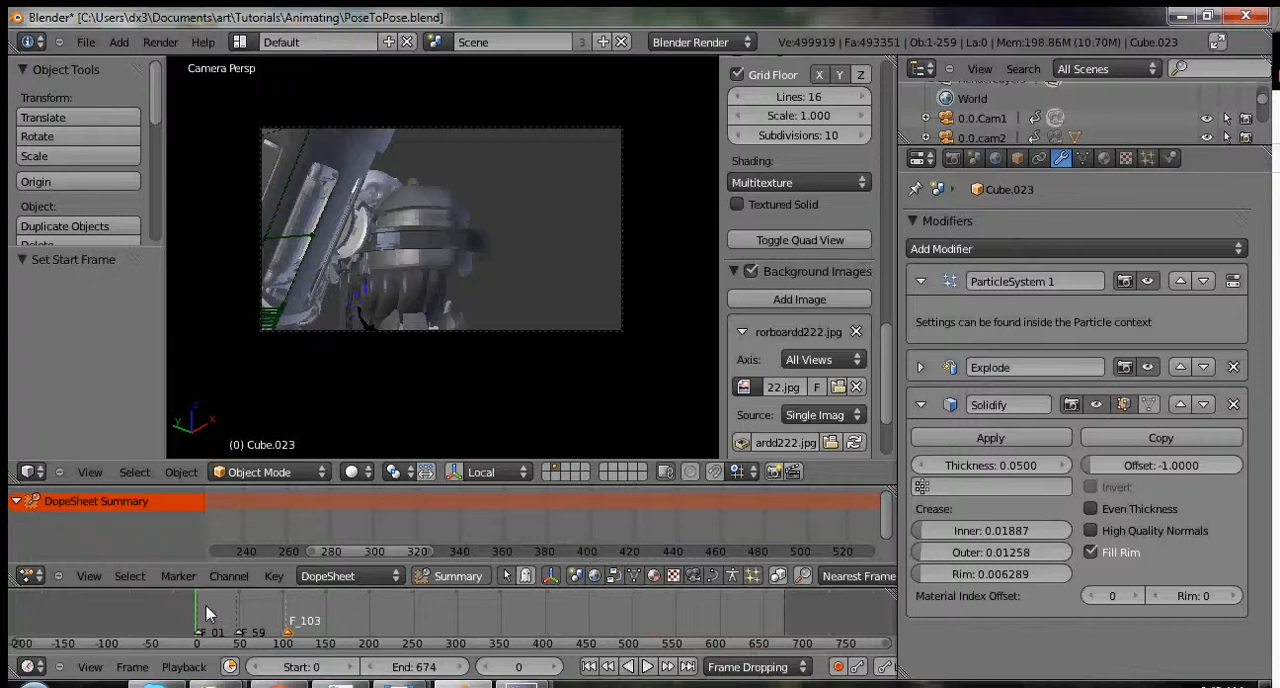 Blender* [C:\Users\dx3\Documents\art\Tutorials\Animating\PoseToPose.blend]
File Add Render Help Default Scene 3 Blender Render Ve:499919 | Fa:493351 | Ob:1-259 | La:0 | Mem:198.86M (10.70M) | Cube.023
Object Tools
Transform:
Translate
Rotate
Scale
Origin
Object:
Duplicate Objects
Set Start Frame
Camera Persp
(0) Cube.023
z
y
x
Grid Floor X Y Z
Lines: 16
Scale: 1.000
Subdivisions: 10
Shading:
Multitexture
Textured Solid
Toggle Quad View
Background Images
Add Image
rorboardd222.jpg
Axis: All Views
22.jpg F
Source: Single Imag
ardd222.jpg
View Search All Scenes
World
0.0.Cam1
0.0.cam2
Cube.023
Modifiers
Add Modifier
ParticleSystem 1
Settings can be found inside the Particle context
Explode
Solidify
Apply Copy
Thickness: 0.0500 Offset: -1.0000
Invert
Crease: Even Thickness
Inner: 0.01887 High Quality Normals
Outer: 0.01258 Fill Rim
Rim: 0.006289
Material Index Offset: 0 Rim: 0
View Select Object Object Mode Local
DopeSheet Summary
240 260 280 300 320 340 360 380 400 420 440 460 480 500 520
View Select Marker Channel Key DopeSheet Summary Nearest Frame
F_103
F_01 F_59
-200 -150 -100 -50 0 50 100 150 200 250 300 350 400 450 500 550 600 650 700 750
View Frame Playback Start: 0 End: 674 0 Frame Dropping